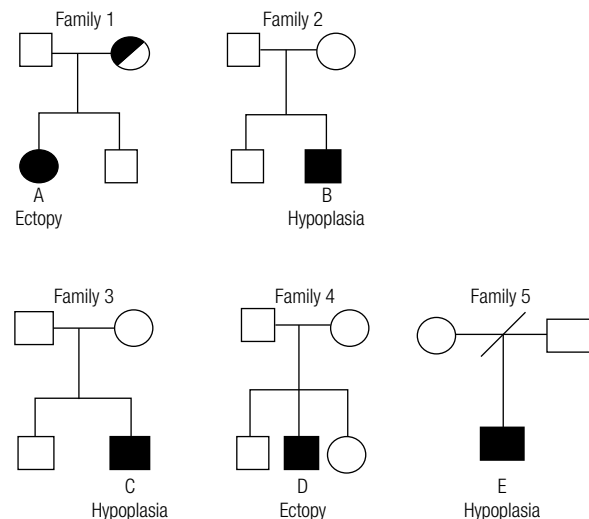 Family 1
Family 2
A
Ectopy
B
Hypoplasia
Family 3
Family 4
Family 5
C
Hypoplasia
D
Ectopy
E
Hypoplasia